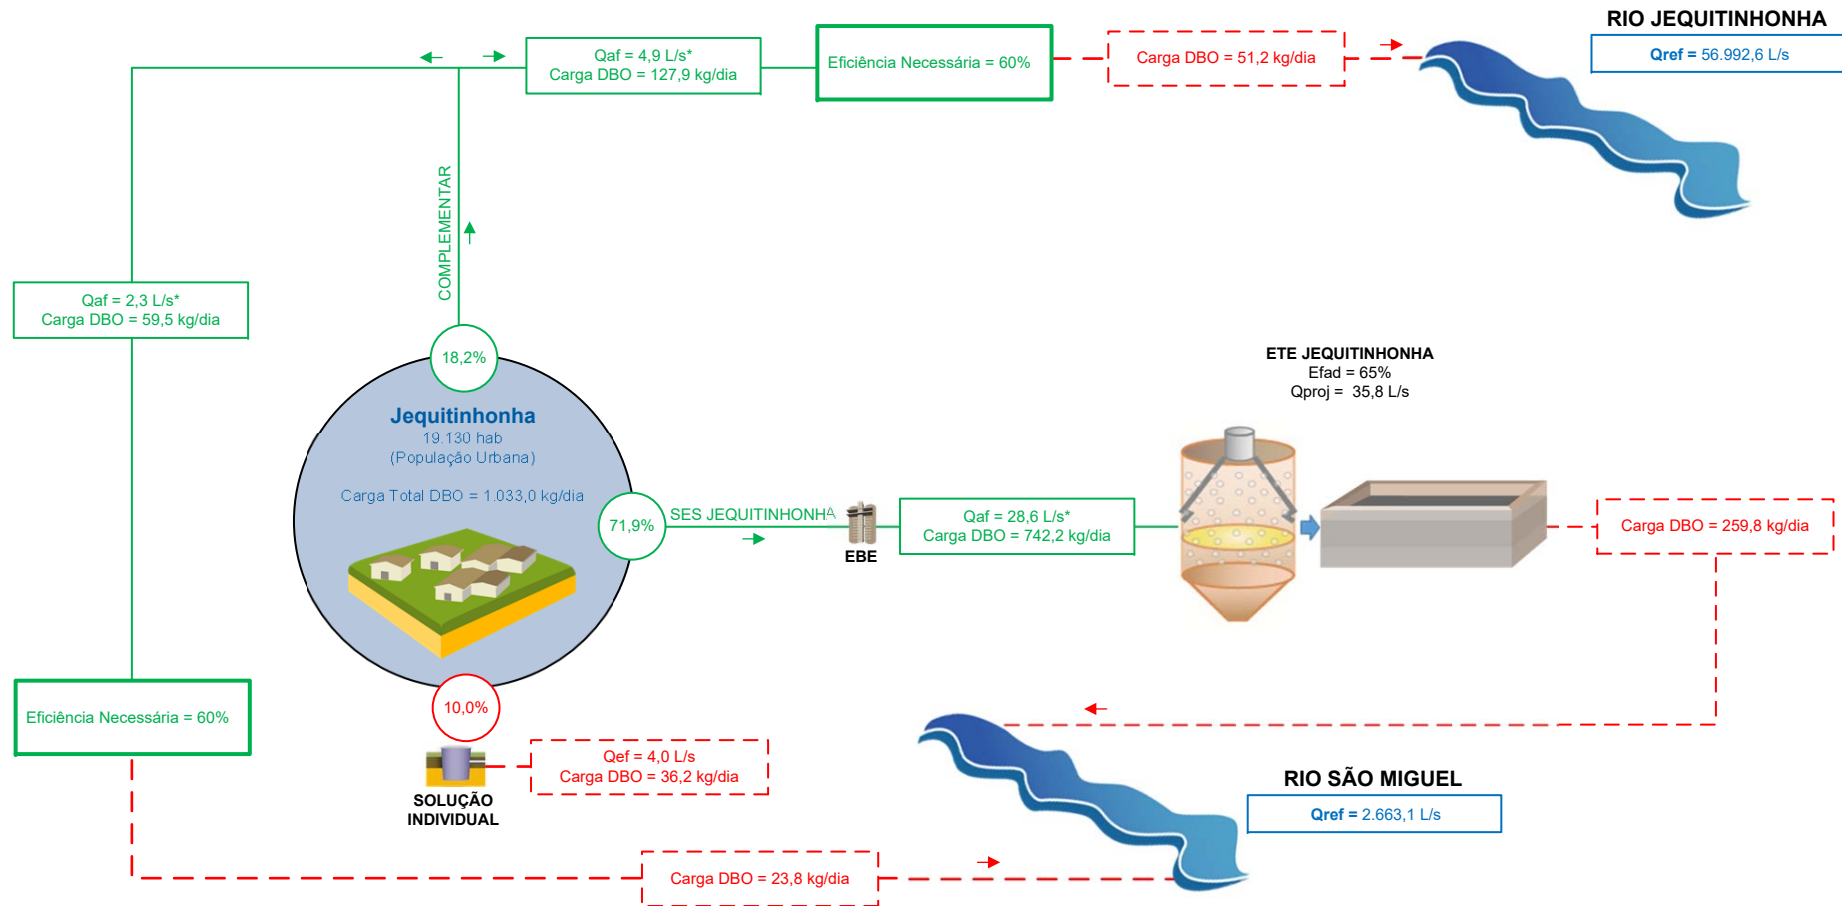 RIO JEQUITINHONHA
Qref = 56.992,6 L/s
Qaf = 4,9 L/s*
Carga DBO = 127,9 kg/dia
Eficiência Necessária = 60%
Carga DBO = 51,2 kg/dia
COMPLEMENTAR
Qaf = 2,3 L/s*
Carga DBO = 59,5 kg/dia
18,2%
Jequitinhonha
19.130 hab
(População Urbana)
Carga Total DBO = 1.033,0 kg/dia
71,9%
SES JEQUITINHONHA
EBE
Qaf = 28,6 L/s*
Carga DBO = 742,2 kg/dia
ETE JEQUITINHONHA
Efad = 65%
Qproj = 35,8 L/s
Carga DBO = 259,8 kg/dia
Eficiência Necessária = 60%
10,0%
Qef = 4,0 L/s
Carga DBO = 36,2 kg/dia
SOLUÇÃO
INDIVIDUAL
RIO SÃO MIGUEL
Qref = 2.663,1 L/s
Carga DBO = 23,8 kg/dia